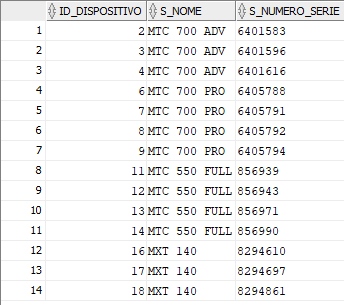 ID_DISPOSITIVO S_NOME S_NUMERO_SERIE
1 2 MTC 700 ADV 6401583
2 3 MTC 700 ADV 6401596
3 4 MTC 700 ADV 6401616
4 6 MTC 700 PRO 6405788
5 7 MTC 700 PRO 6405791
6 8 MTC 700 PRO 6405792
7 9 MTC 700 PRO 6405794
8 11 MTC 550 FULL 856939
9 12 MTC 550 FULL 856943
10 13 MTC 550 FULL 856971
11 14 MTC 550 FULL 856990
12 16 MXT 140 8294610
13 17 MXT 140 8294697
14 18 MXT 140 8294861